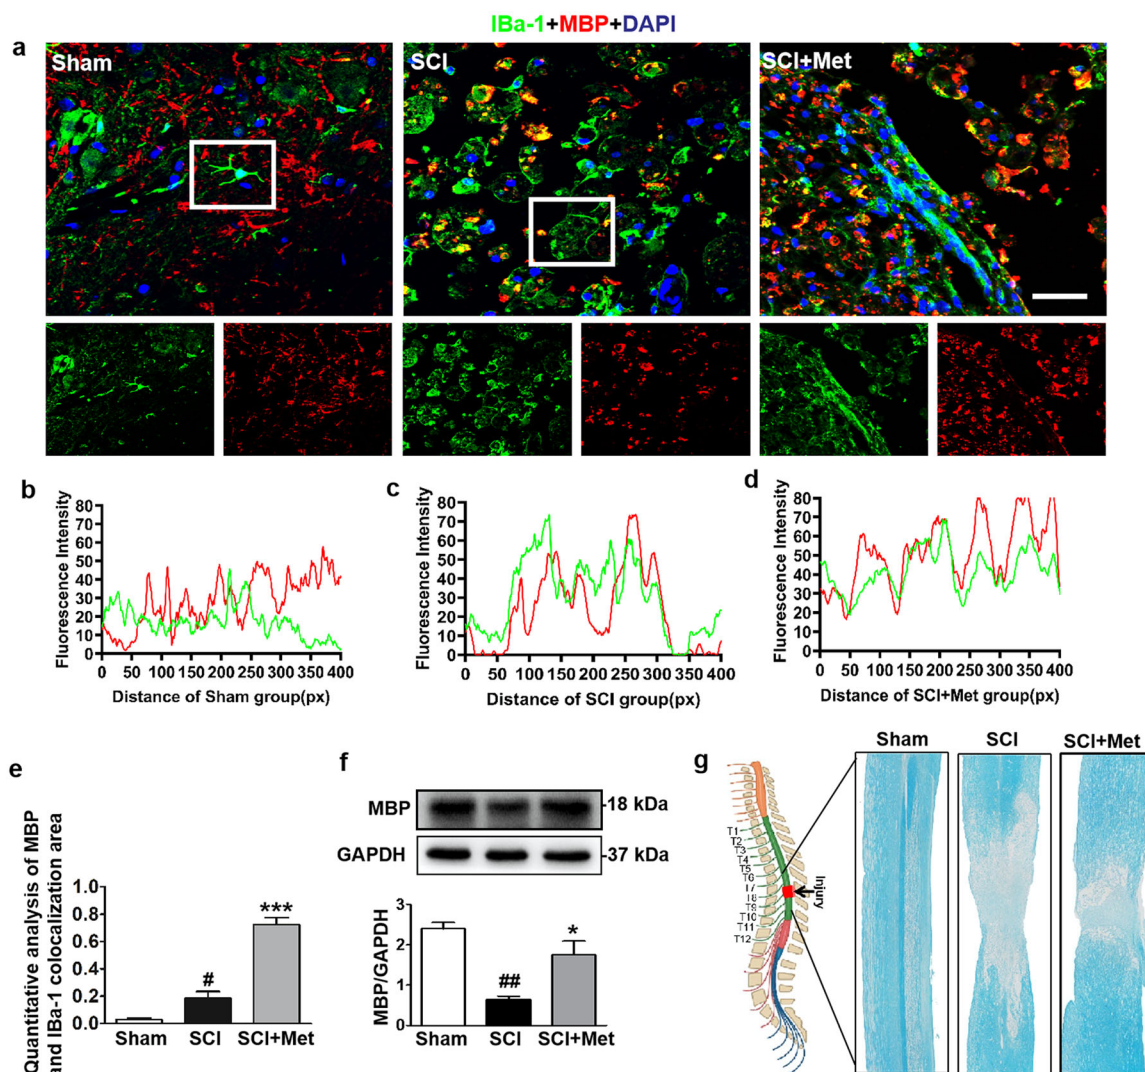 IBa-1+MBP+DAPI
a
Sham
SCI
SCI+Met
b
Fluorescence Intensity
80
70
60
50
40
30
20
10
0
0 50 100 150 200 250 300 350 400
Distance of Sham group(px)
c
Fluorescence Intensity
80
70
60
50
40
30
20
10
0
0 50 100 150 200 250 300 350 400
Distance of SCI group(px)
d
Fluorescence Intensity
80
70
60
50
40
30
20
10
0
0 50 100 150 200 250 300 350 400
Distance of SCI+Met group(px)
e
Quantitative analysis of MBP
and IBa-1 colocalization area
1.0
0.8
0.6
0.4
0.2
0.0
#
***
Sham SCI SCI+Met
f
MBP
-18 kDa
GAPDH
-37 kDa
MBP/GAPDH
3
2
1
0
##
*
Sham SCI SCI+Met
g
T1
T2
T3
T4
T5
T6
T7
T8
T9
T10
T11
T12
Injury
Sham
SCI
SCI+Met